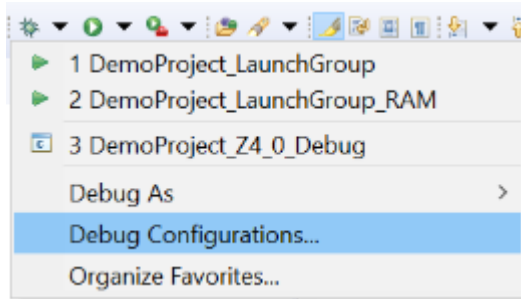 1 DemoProject_LaunchGroup
2 DemoProject_LaunchGroup_RAM
3 DemoProject_Z4_0_Debug
Debug As
Debug Configurations...
Organize Favorites...